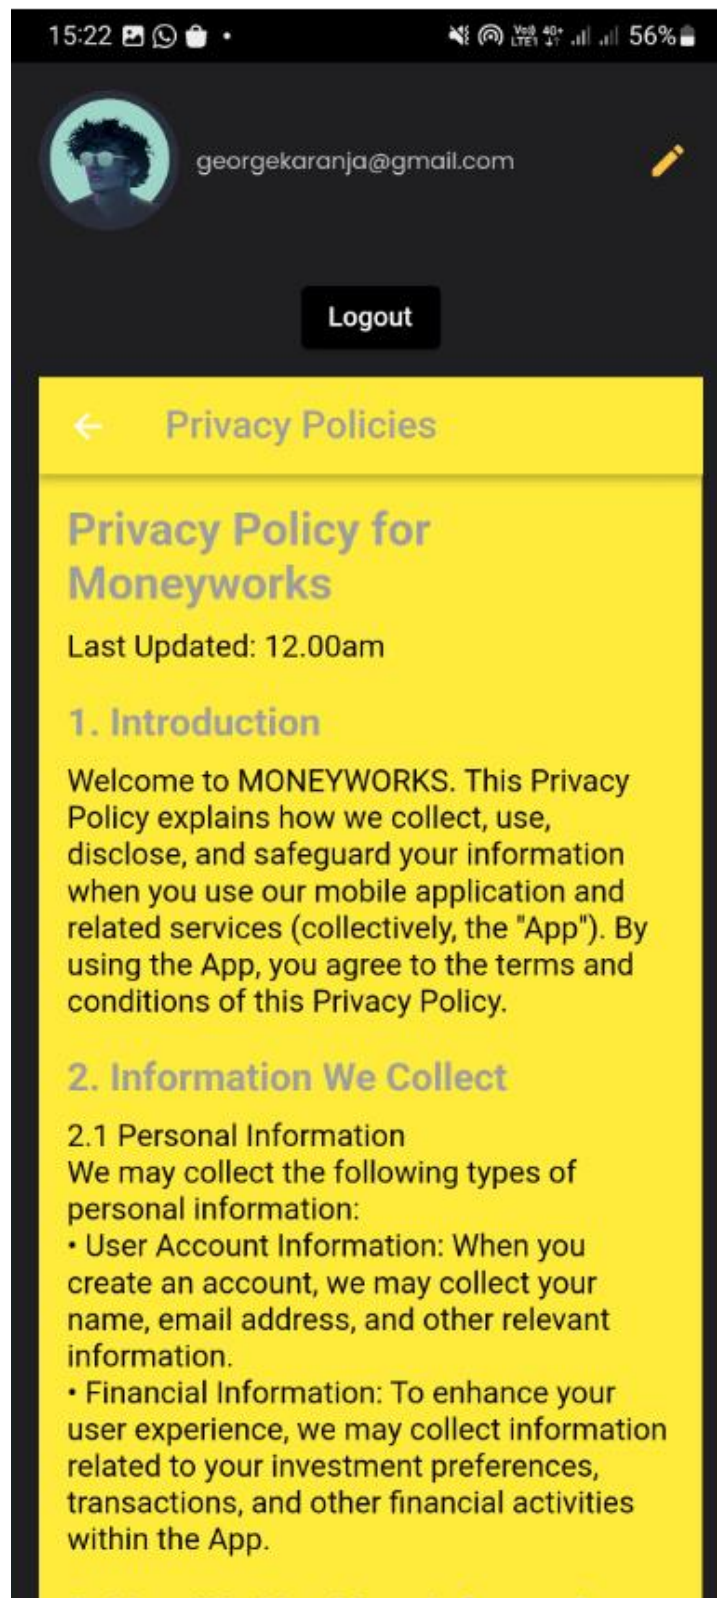 15:22
Vo)) LTE1 4G+ 56%
georgekaranja@gmail.com
Logout
Privacy Policies
Privacy Policy for
Moneyworks
Last Updated: 12.00am
1. Introduction
Welcome to MONEYWORKS. This Privacy
Policy explains how we collect, use,
disclose, and safeguard your information
when you use our mobile application and
related services (collectively, the "App"). By
using the App, you agree to the terms and
conditions of this Privacy Policy.
2. Information We Collect
2.1 Personal Information
We may collect the following types of
personal information:
• User Account Information: When you
create an account, we may collect your
name, email address, and other relevant
information.
• Financial Information: To enhance your
user experience, we may collect information
related to your investment preferences,
transactions, and other financial activities
within the App.